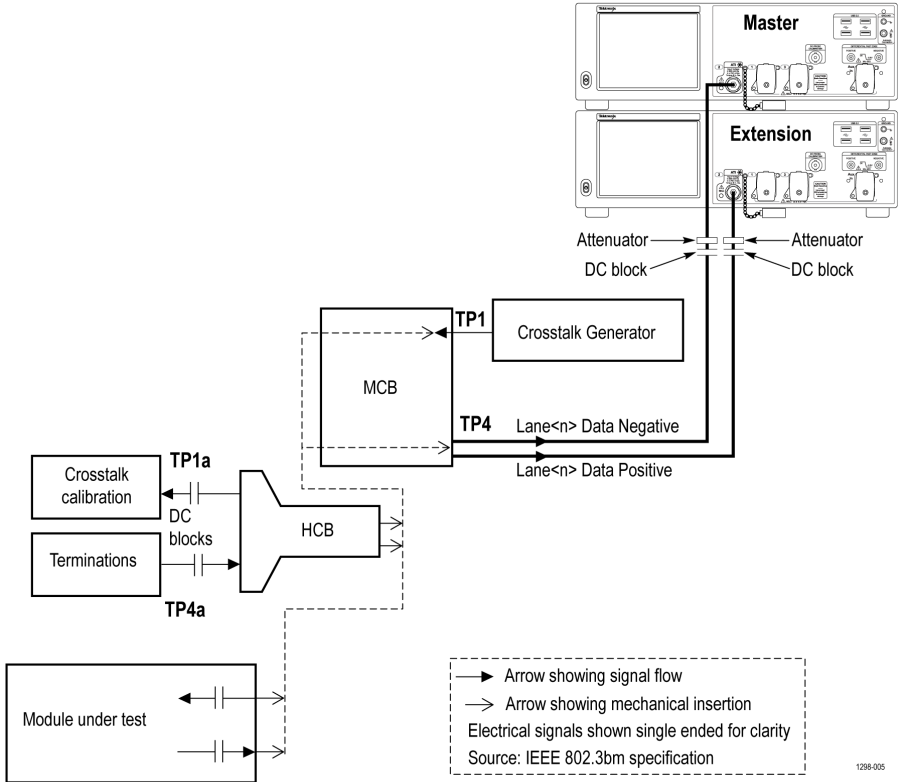 Tektronix
Master
Tektronix
Extension
Attenuator
Attenuator
DC block
DC block
TP1
Crosstalk Generator
MCB
TP4
Lane<n> Data Negative
Lane<n> Data Positive
TP1a
Crosstalk
calibration
DC
blocks
HCB
Terminations
TP4a
Module under test
Arrow showing signal flow
Arrow showing mechanical insertion
Electrical signals shown single ended for clarity
Source: IEEE 802.3bm specification
1298-005